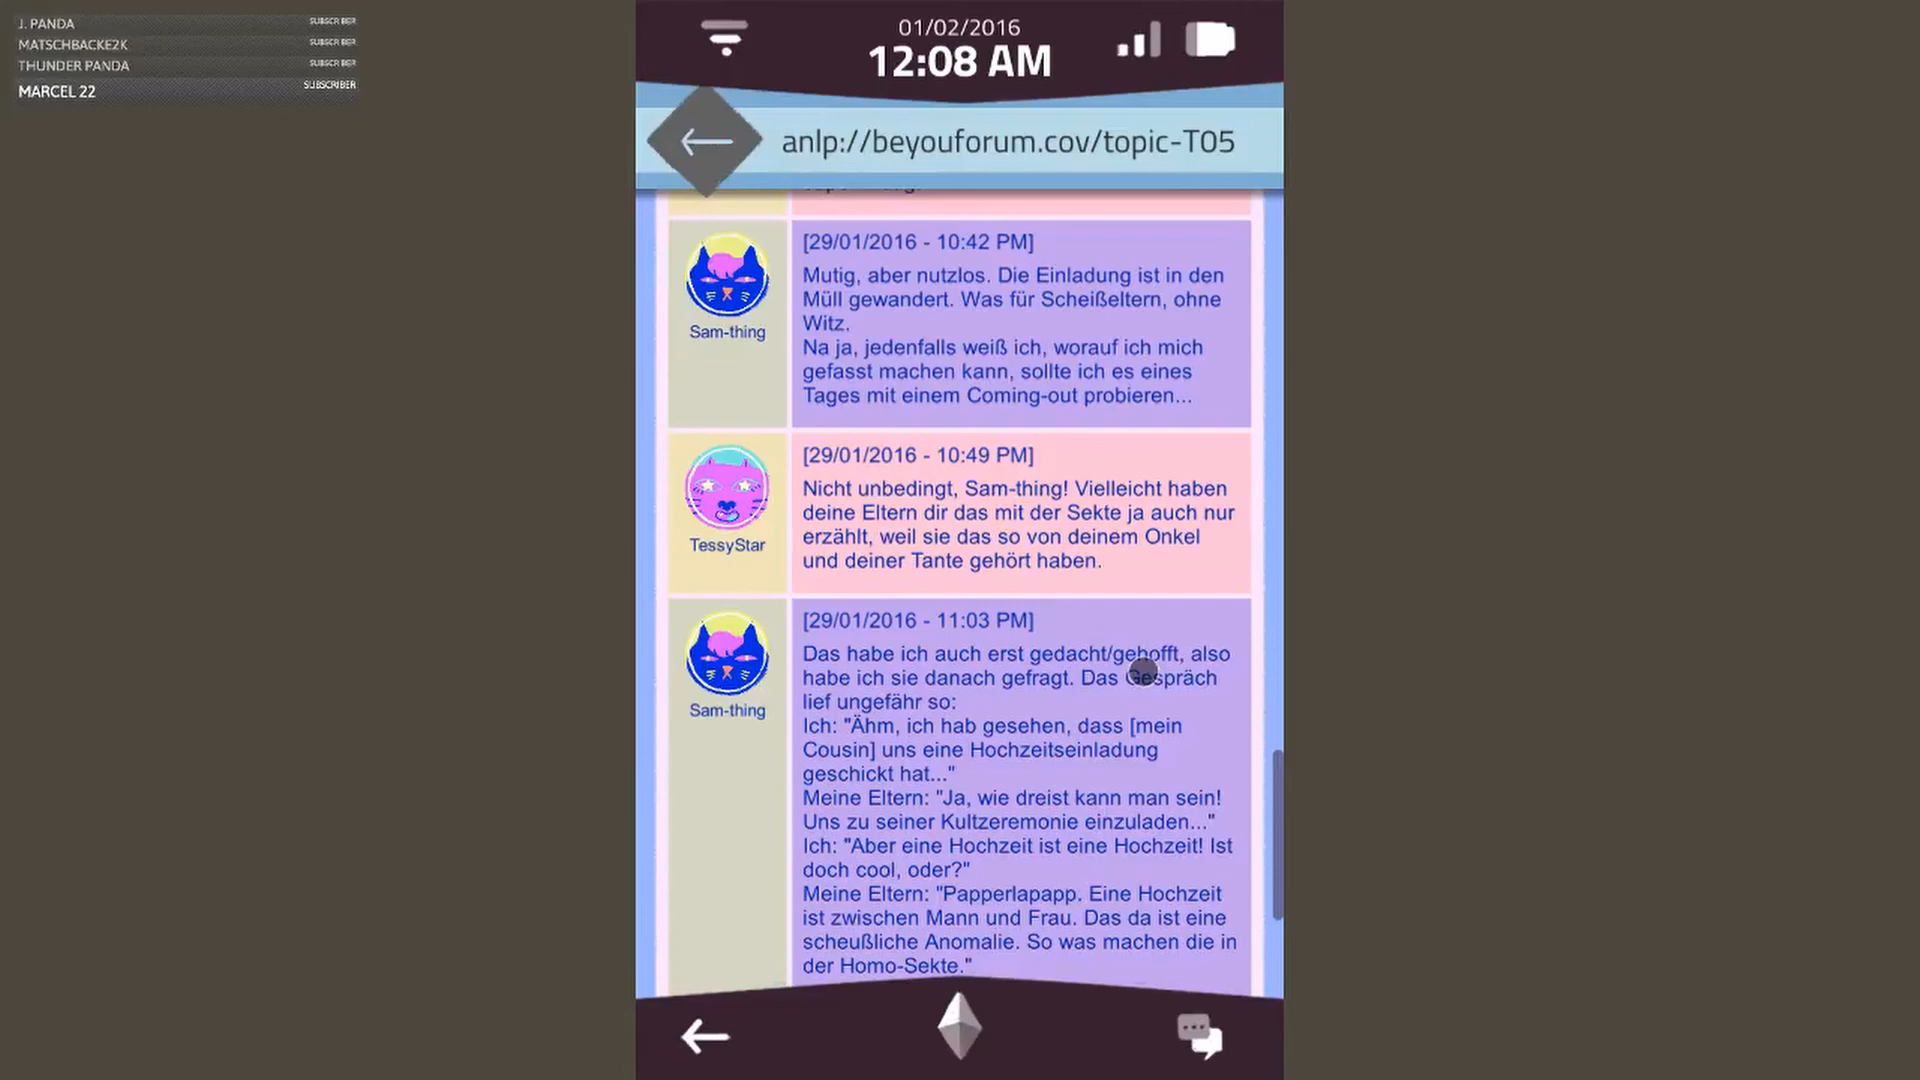 J. PANDA SUBSCRIBER
MATSCHBACKE2K SUBSCRIBER
THUNDER PANDA SUBSCRIBER
MARCEL 22 SUBSCRIBER
01/02/2016
12:08 AM
anlp://beyouforum.cov/topic-T05
[29/01/2016 - 10:42 PM]
Mutig, aber nutzlos. Die Einladung ist in den
Müll gewandert. Was für Scheißeltern, ohne
Witz.
Na ja, jedenfalls weiß ich, worauf ich mich
gefasst machen kann, sollte ich es eines
Tages mit einem Coming-out probieren...
Sam-thing
[29/01/2016 - 10:49 PM]
Nicht unbedingt, Sam-thing! Vielleicht haben
deine Eltern dir das mit der Sekte ja auch nur
erzählt, weil sie das so von deinem Onkel
und deiner Tante gehört haben.
TessyStar
[29/01/2016 - 11:03 PM]
Das habe ich auch erst gedacht/gehofft, also
habe ich sie danach gefragt. Das Gespräch
lief ungefähr so:
Ich: "Ähm, ich hab gesehen, dass [mein
Cousin] uns eine Hochzeitseinladung
geschickt hat..."
Meine Eltern: "Ja, wie dreist kann man sein!
Uns zu seiner Kultzeremonie einzuladen..."
Ich: "Aber eine Hochzeit ist eine Hochzeit! Ist
doch cool, oder?"
Meine Eltern: "Papperlapapp. Eine Hochzeit
ist zwischen Mann und Frau. Das da ist eine
scheußliche Anomalie. So was machen die in
der Homo-Sekte."
Sam-thing